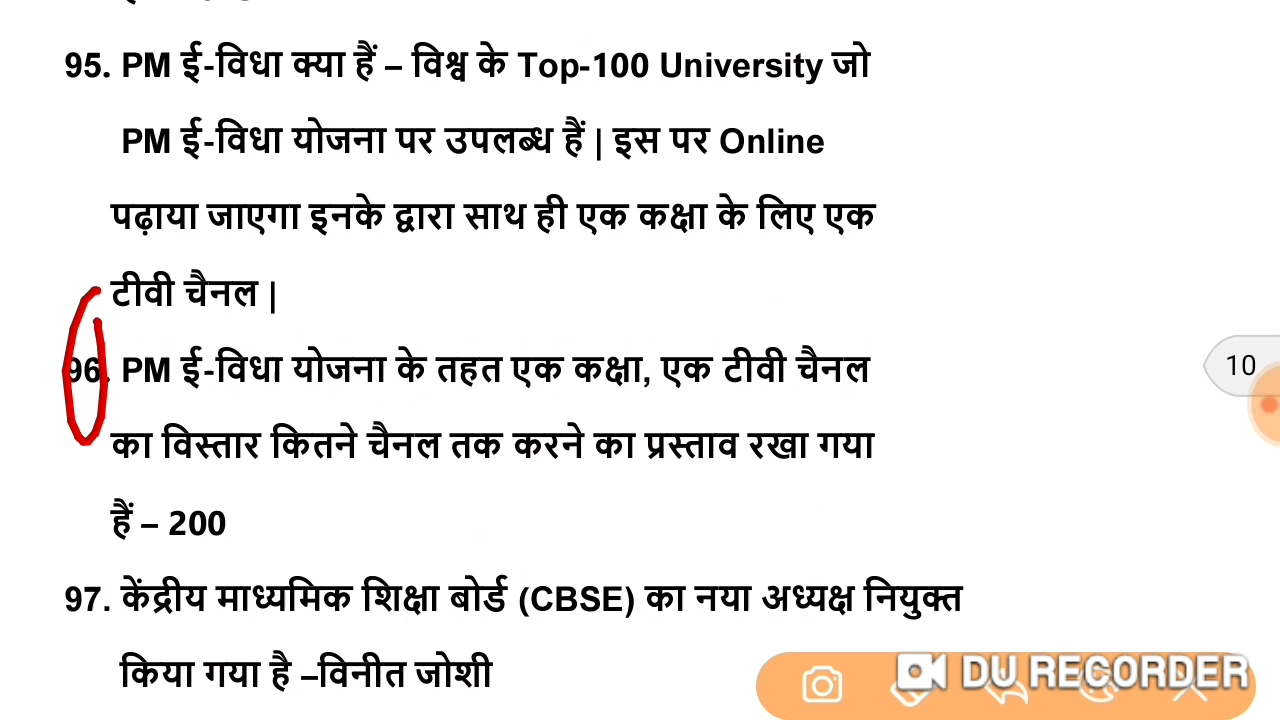 95. PM ई-विधा क्या हैं – विश्व के Top-100 University जो
PM ई-विधा योजना पर उपलब्ध हैं | इस पर Online
पढ़ाया जाएगा इनके द्वारा साथ ही एक कक्षा के लिए एक
टीवी चैनल |
96. PM ई-विधा योजना के तहत एक कक्षा, एक टीवी चैनल
10
का विस्तार कितने चैनल तक करने का प्रस्ताव रखा गया
हैं – 200
97. केंद्रीय माध्यमिक शिक्षा बोर्ड (CBSE) का नया अध्यक्ष नियुक्त
किया गया है –विनीत जोशी
DU RECORDER